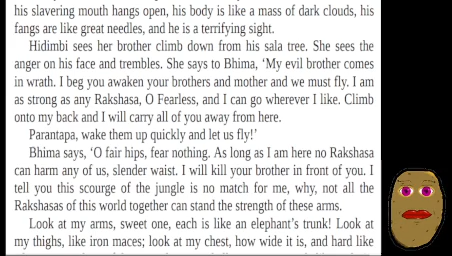 his slavering mouth hangs open, his body is like a mass of dark clouds, his
fangs are like great needles, and he is a terrifying sight.
Hidimbi sees her brother climb down from his sala tree. She sees the
anger on his face and trembles. She says to Bhima, ‘My evil brother comes
in wrath. I beg you awaken your brothers and mother and we must fly. I am
as strong as any Rakshasa, O Fearless, and I can go wherever I like. Climb
onto my back and I will carry all of you away from here.
Parantapa, wake them up quickly and let us fly!’
Bhima says, ‘O fair hips, fear nothing. As long as I am here no Rakshasa
can harm any of us, slender waist. I will kill your brother in front of you. I
tell you this scourge of the jungle is no match for me, why, not all the
Rakshasas of this world together can stand the strength of these arms.
Look at my arms, sweet one, each is like an elephant’s trunk! Look at
my thighs, like iron maces; look at my chest, how wide it is, and hard like